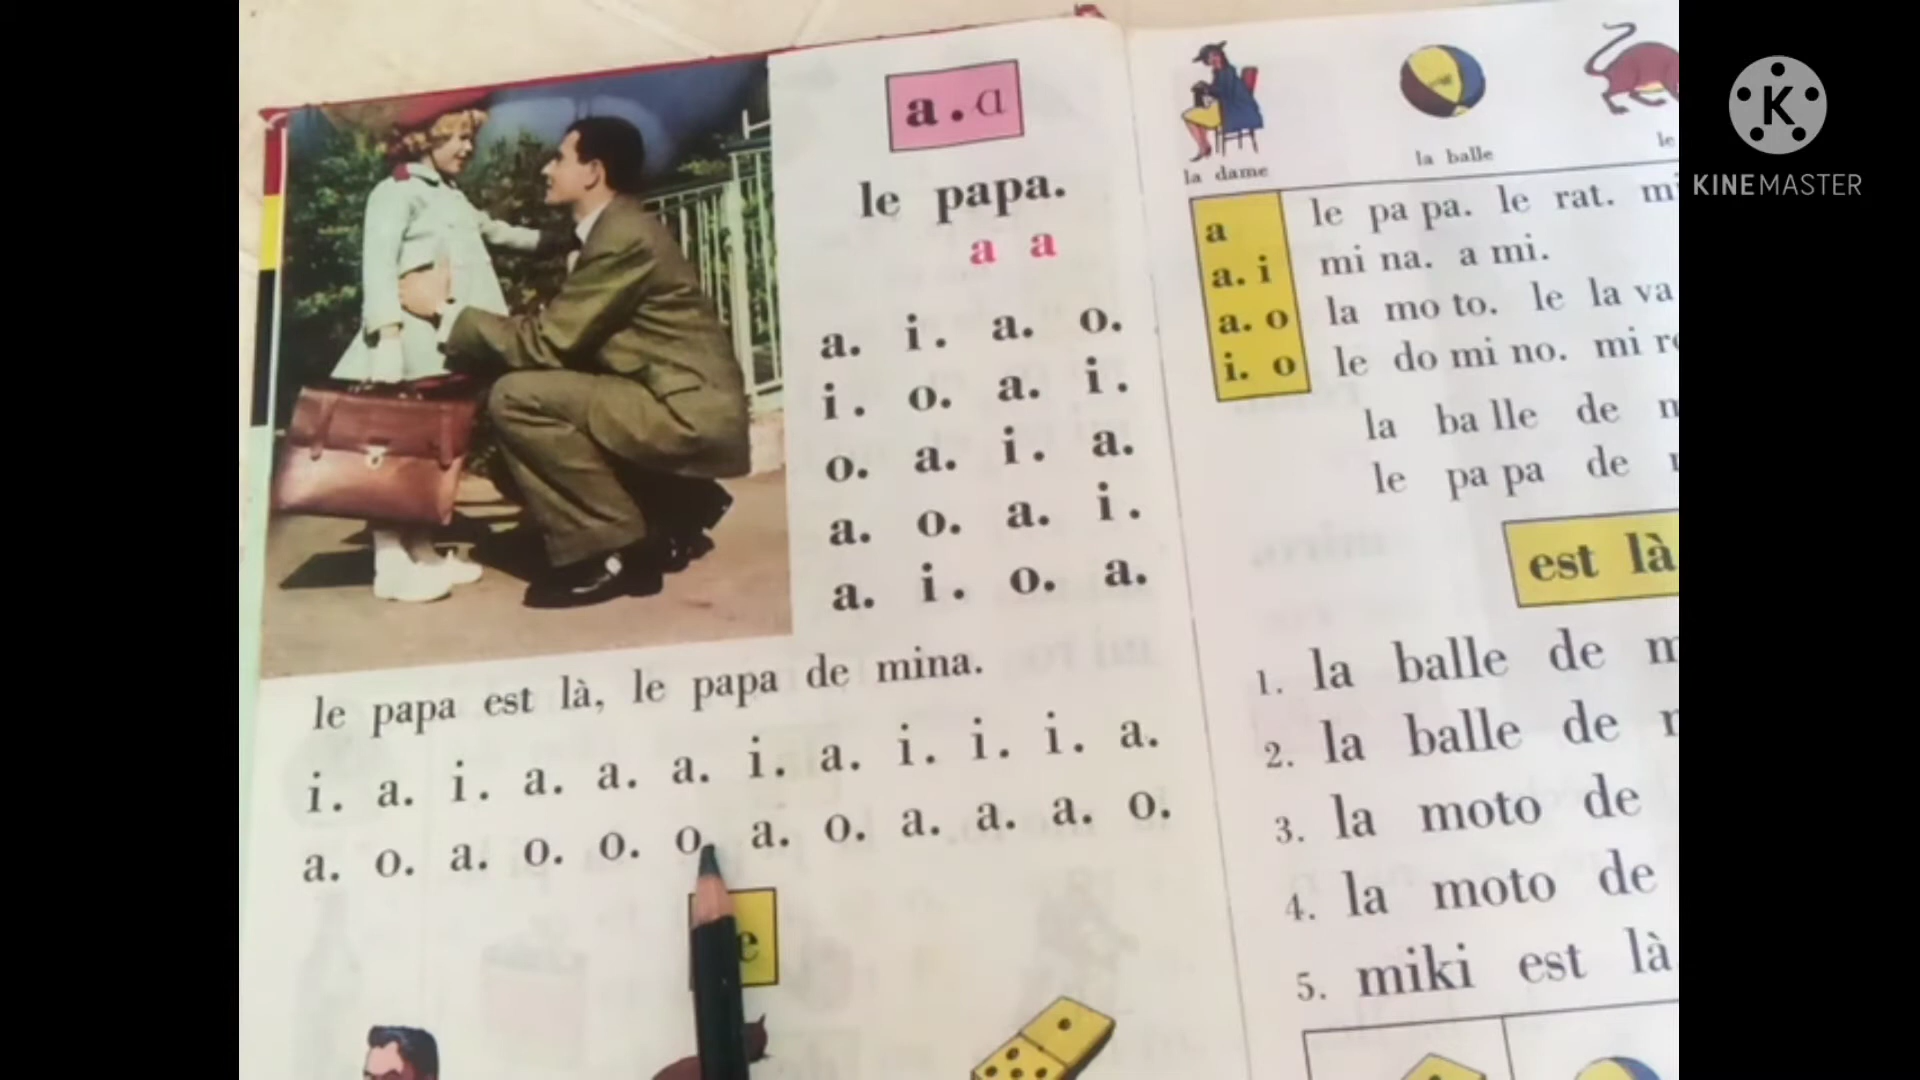 a. a
le papa.
a a
a. i. a. o.
i. o. a. i.
o. a. i. a.
a. o. a. i.
a. i. o. a.
le papa est là, le papa de mina.
i. a. i. a. a. a. i. a. i. i. i. a.
a. o. a. o. o. o. a. o. a. a. a. o.
e
la dame la balle le
a le pa pa. le rat.
a. i mi na. a mi.
a. o la mo to. le la va
i. o le do mi no.
la ba lle de
le pa pa de
est là
1. la balle de
2. la balle de
3. la moto de
4. la moto de
5. miki est là
K
KINEMASTER